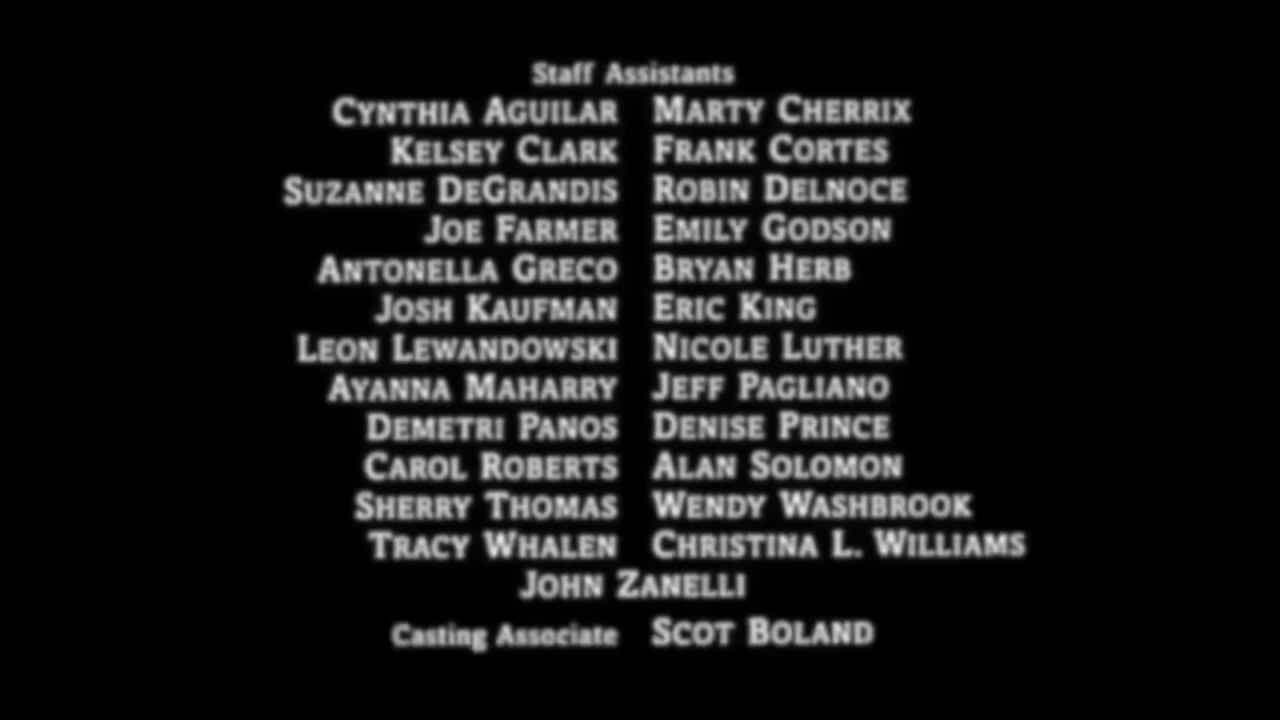 Staff Assistants
CYNTHIA AGUILAR MARTY CHERRIX
KELSEY CLARK FRANK CORTES
SUZANNE DEGRANDIS ROBIN DELNOCE
JOE FARMER EMILY GODSON
ANTONELLA GRECO BRYAN HERB
JOSH KAUFMAN ERIC KING
LEON LEWANDOWSKI NICOLE LUTHER
AYANNA MAHARRY JEFF PAGLIANO
DEMETRI PANOS DENISE PRINCE
CAROL ROBERTS ALAN SOLOMON
SHERRY THOMAS WENDY WASHBROOK
TRACY WHALEN CHRISTINA L. WILLIAMS
JOHN ZANELLI
Casting Associate SCOT BOLAND